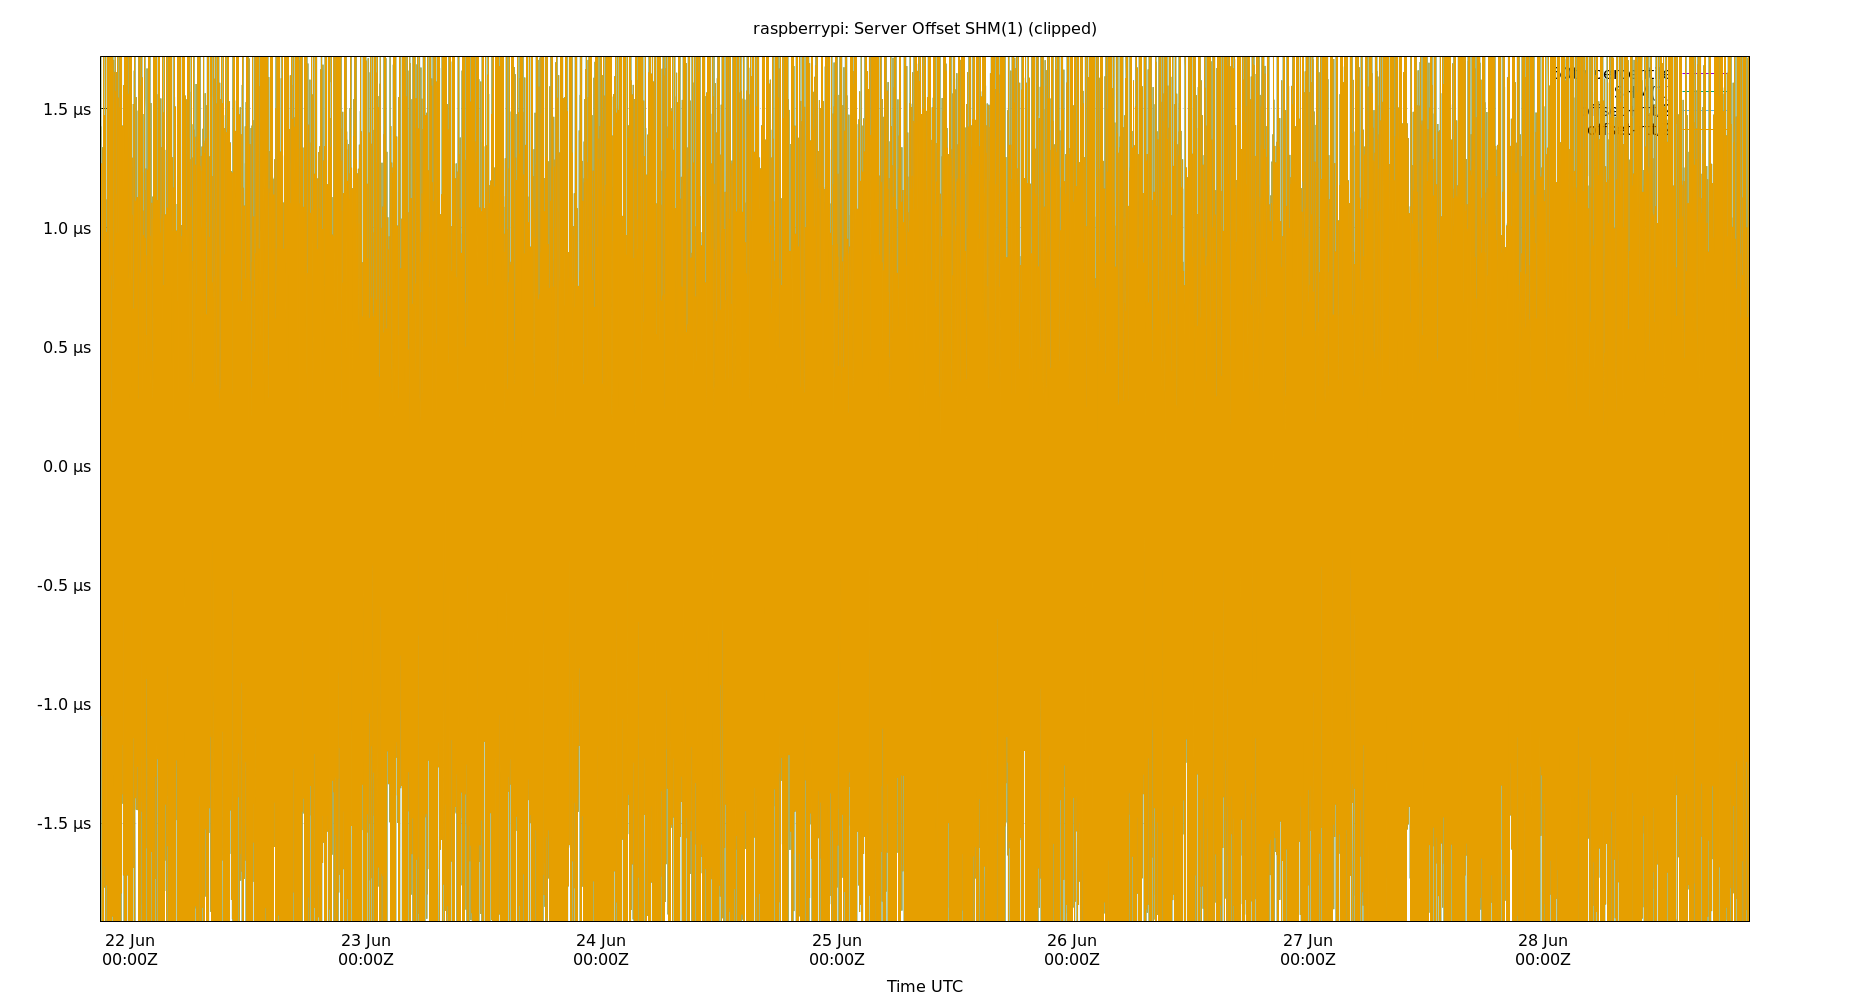 raspberrypi: Server Offset SHM(1) (clipped)
1.5 µs
1.0 µs
0.5 µs
0.0 µs
-0.5 µs
-1.0 µs
-1.5 µs
22 Jun 23 Jun 24 Jun 25 Jun 26 Jun 27 Jun 28 Jun
00:00Z 00:00Z 00:00Z 00:00Z 00:00Z 00:00Z 00:00Z
Time UTC